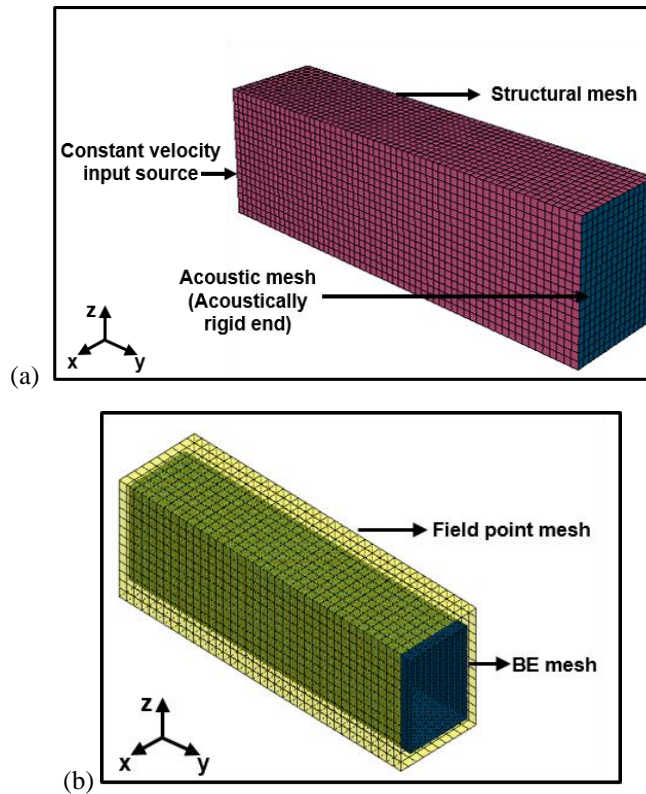 Structural mesh
Constant velocity
input source
Acoustic mesh
(Acoustically
rigid end)
z
x
y
(a)
Field point mesh
BE mesh
z
x
y
(b)